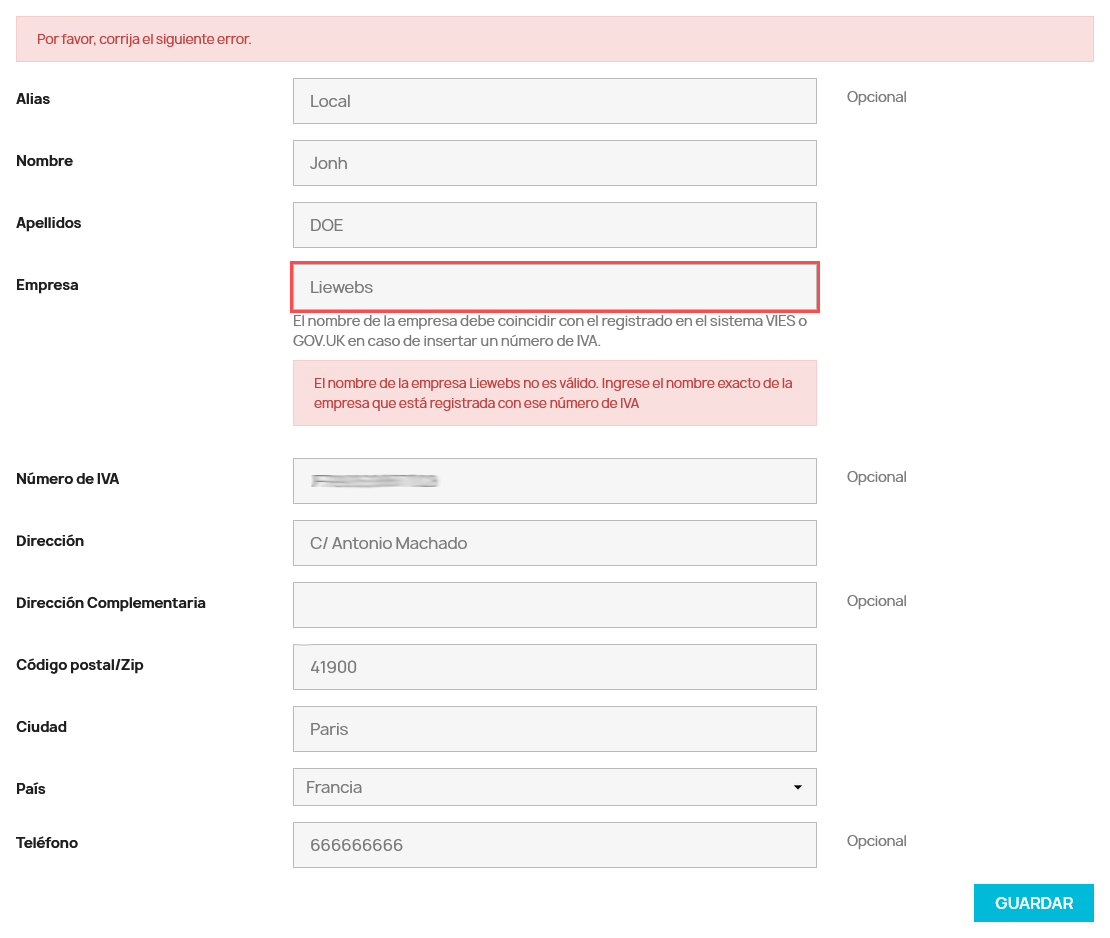 Por favor, corrija el siguiente error.
Alias
Local
Opcional
Nombre
Jonh
Apellidos
DOE
Empresa
Liewebs
El nombre de la empresa debe coincidir con el registrado en el sistema VIES o
GOV.UK en caso de insertar un número de IVA.
El nombre de la empresa Liewebs no es válido. Ingrese el nombre exacto de la
empresa que está registrada con ese número de IVA
Número de IVA
Opcional
Dirección
C/ Antonio Machado
Dirección Complementaria
Opcional
Código postal/Zip
41900
Ciudad
Paris
País
Francia
Teléfono
666666666
Opcional
GUARDAR